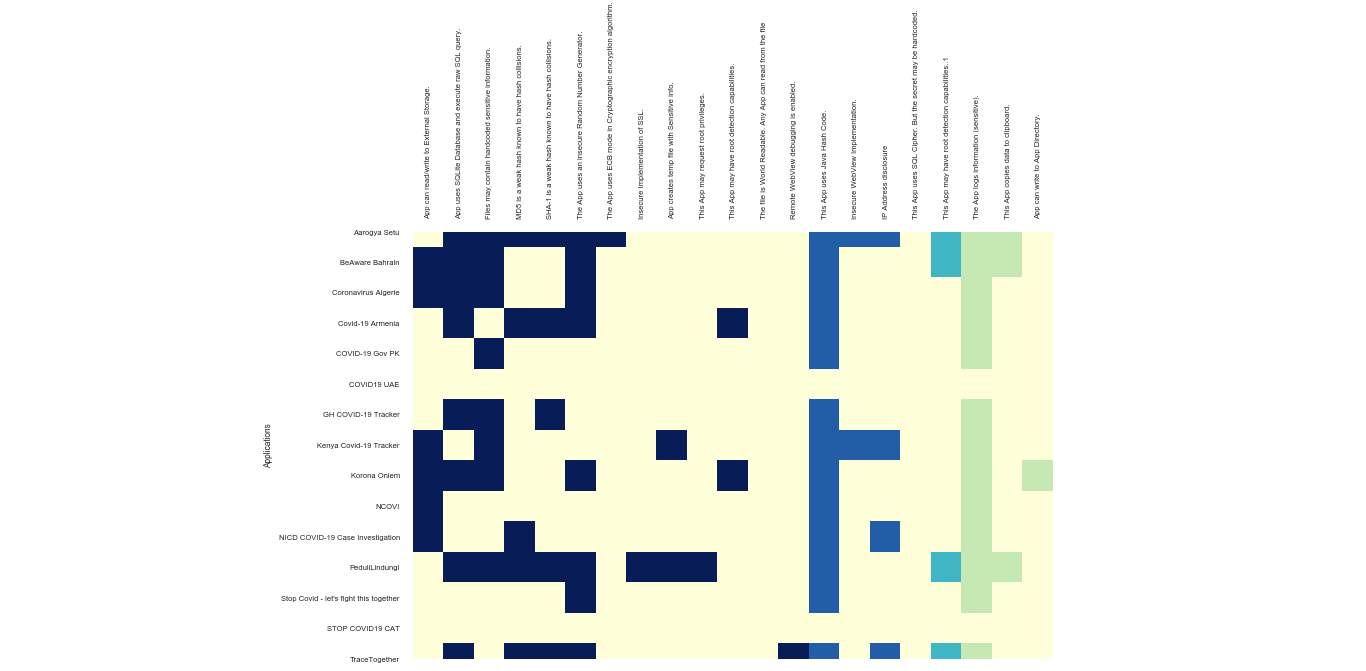 App can read/write to External Storage.
App uses SQLite Database and execute raw SQL query.
Files may contain hardcoded sensitive information.
MD5 is a weak hash known to have hash collisions.
SHA-1 is a weak hash known to have hash collisions.
The App uses an insecure Random Number Generator.
The App uses ECB mode in Cryptographic encryption algorithm.
Insecure Implementation of SSL.
App creates temp file with Sensitive info.
This App may request root privileges.
This App may have root detection capabilities.
The file is World Readable. Any App can read from the file
Remote WebView debugging is enabled.
This App uses Java Hash Code.
Insecure WebView Implementation.
IP Address disclosure
This App uses SQL Cipher. But the secret may be hardcoded.
This App may have root detection capabilities..1
The App logs information (sensitive).
This App copies data to clipboard.
App can write to App Directory.
Applications
Aarogya Setu
BeAware Bahrain
Coronavirus Algerie
Covid-19 Armenia
COVID-19 Gov PK
COVID19 UAE
GH COVID-19 Tracker
Kenya Covid-19 Tracker
Korona Onlem
NCOVI
NICD COVID-19 Case Investigation
PeduliLindungi
Stop Covid - let's fight this together
STOP COVID19 CAT
TraceTogether